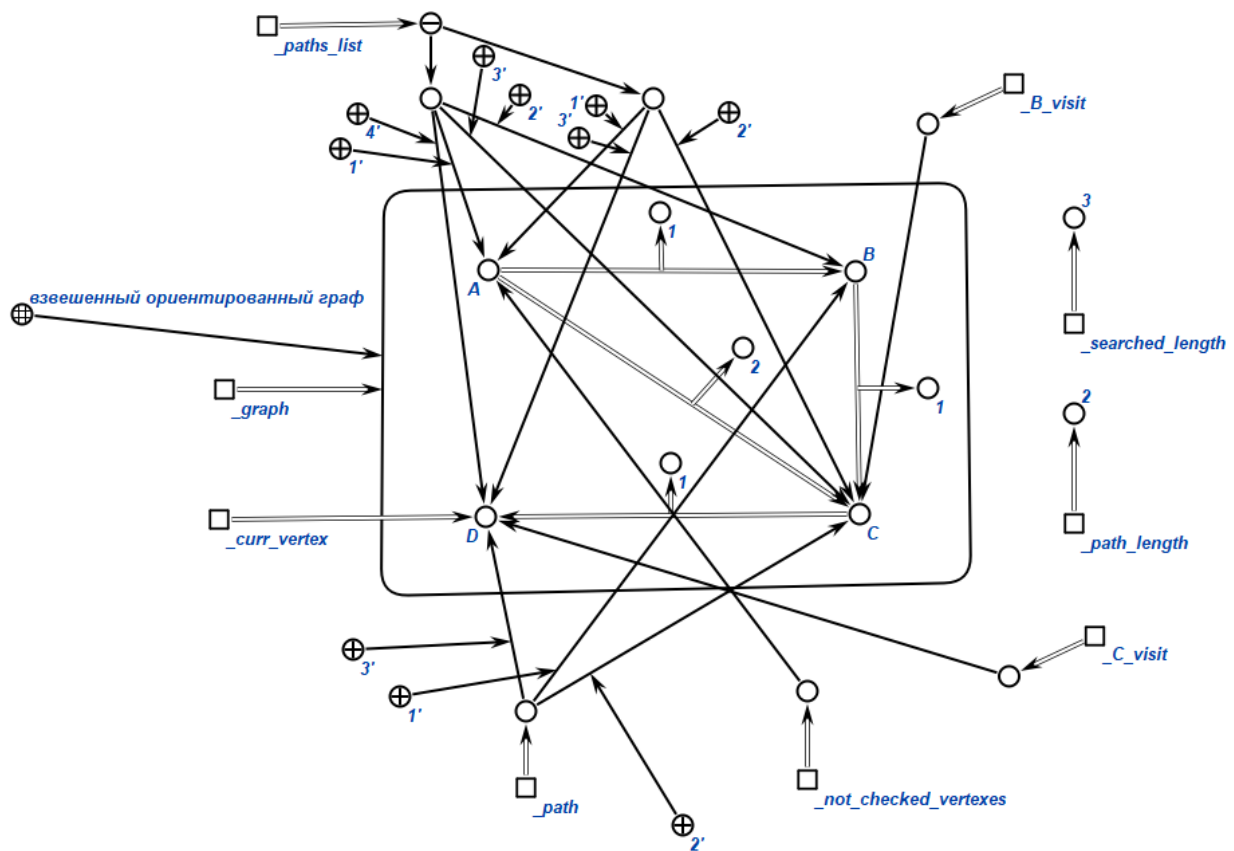 _paths_list
3'
2'
1'
3'
2'
4'
1'
_B_visit
1
3
A
B
взвешенный ориентированный граф
_searched_length
2
_graph
1
2
1
D
C
_curr_vertex
_path_length
3'
1'
_C_visit
_path
_not_checked_vertexes
2'